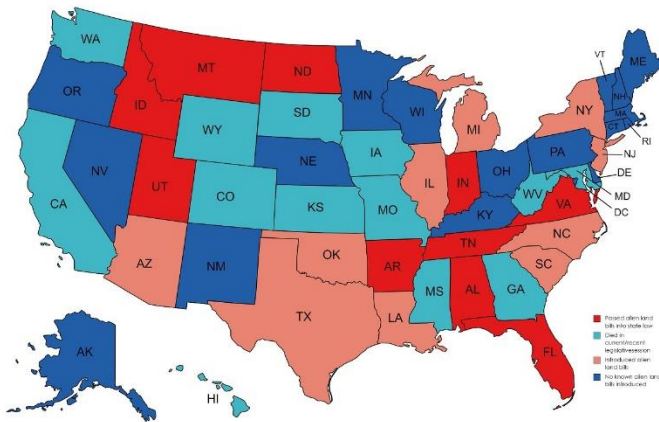 WA
MT
ND
MN
VT
ME
OR
ID
SD
WI
NH
NY
MA
WY
MI
CT
RI
IA
PA
NJ
NE
NV
OH
DE
IL
IN
UT
WV
MD
CO
CA
KS
MO
VA
DC
KY
NC
TN
OK
AZ
NM
AR
SC
MS
AL
GA
TX
LA
Passed alien land
bills into state law
Died in
current/recent
legislativesession
Introduced alien
land bills
No known alien land
bills introduced
FL
AK
HI